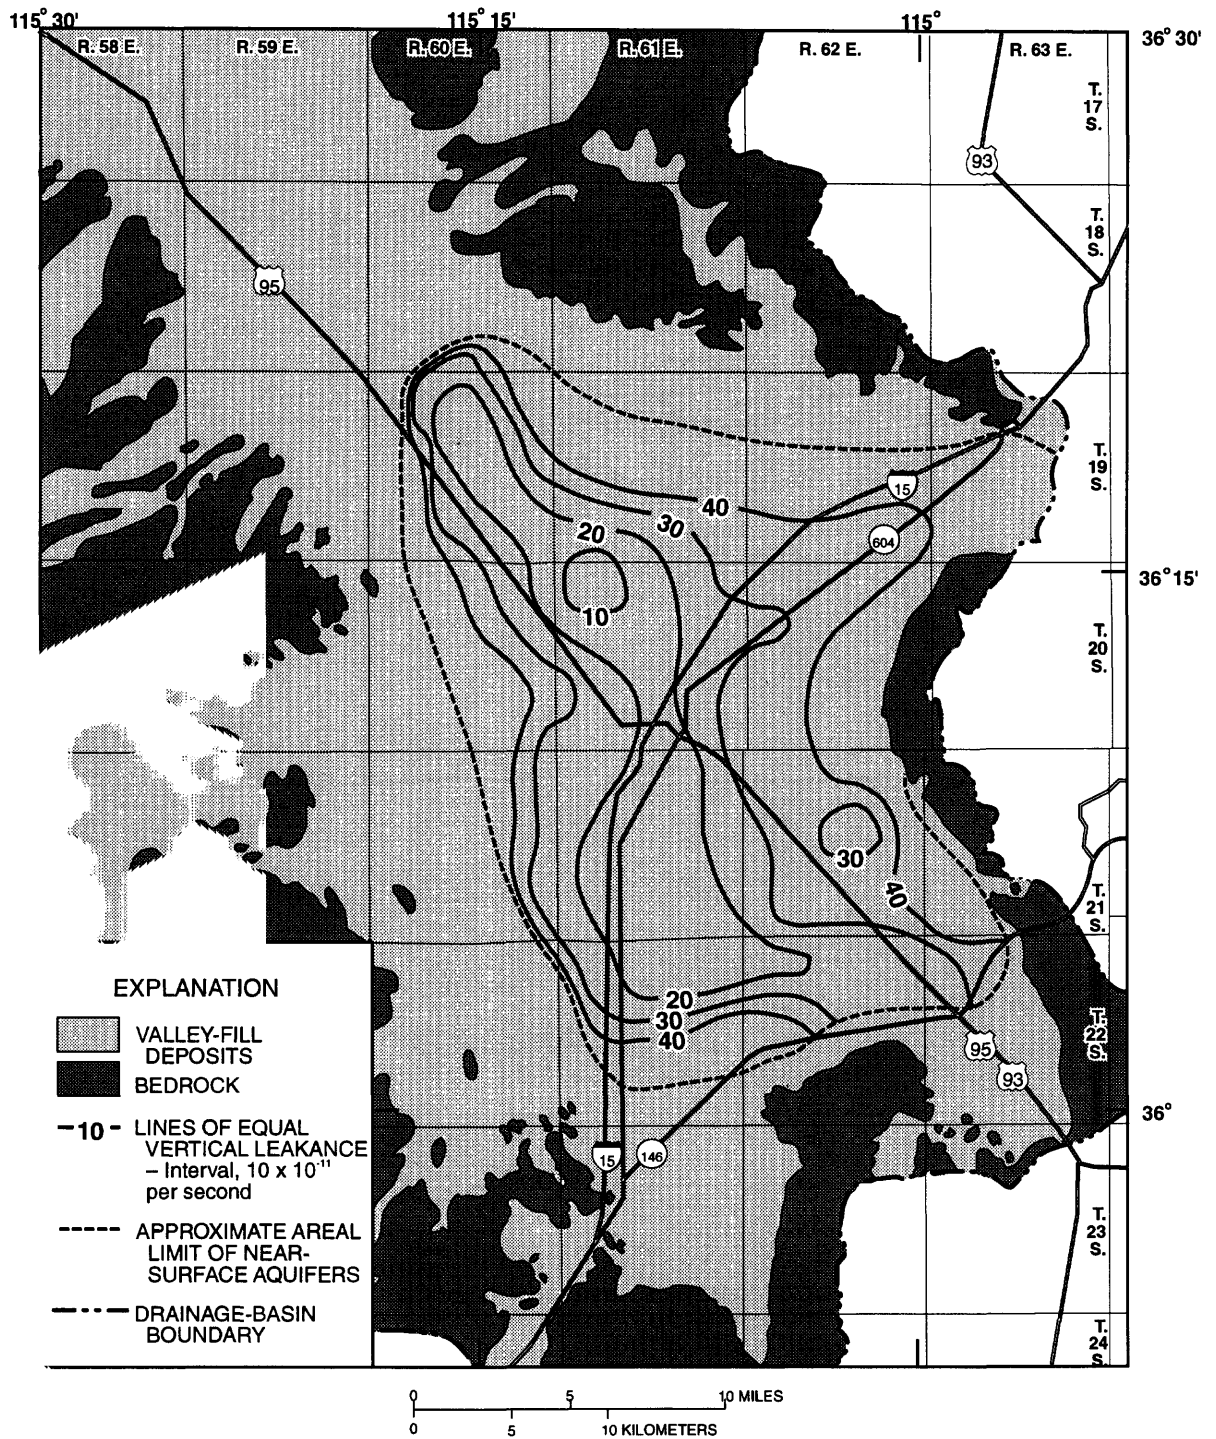 115° 30'
115° 15'
115°
R. 58 E.
R. 59 E.
R. 60 E.
R. 61 E.
R. 62 E.
R. 63 E.
36° 30'
T.
17
S.
93
T.
18
S.
95
T.
19
S.
15
40
30
20
604
36° 15'
10
T.
20
S.
30
40
T.
21
S.
20
30
40
T.
22
S.
95
93
36°
15
146
T.
23
S.
T.
24
S.
EXPLANATION
VALLEY-FILL
DEPOSITS
BEDROCK
–10 - LINES OF EQUAL
VERTICAL LEAKANCE
– Interval, 10 x 10⁻¹¹
per second
APPROXIMATE AREAL
LIMIT OF NEAR-
SURFACE AQUIFERS
DRAINAGE-BASIN
BOUNDARY
0 5 10 MILES
0 5 10 KILOMETERS